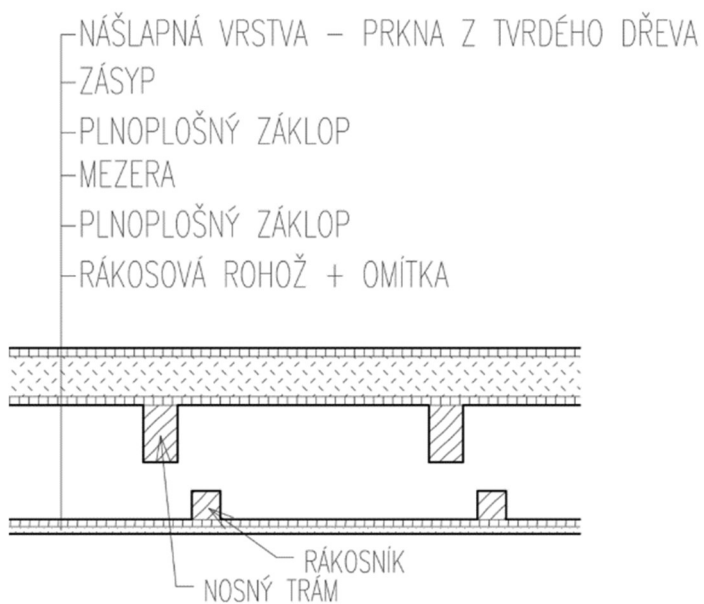 NÁŠLAPNÁ VRSTVA – PRKNA Z TVRDÉHO DŘEVA
ZÁSYP
PLNOPLOŠNÝ ZÁKLOP
MEZERA
PLNOPLOŠNÝ ZÁKLOP
RÁKOSOVÁ ROHOŽ + OMÍTKA
RÁKOSNÍK
NOSNÝ TRÁM